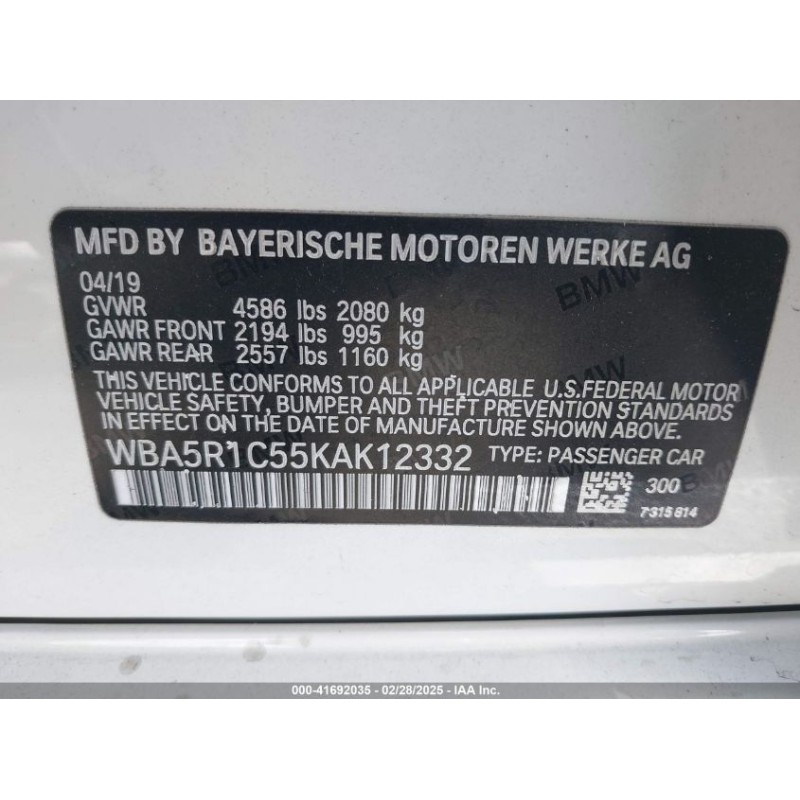 MFD BY BAYERISCHE MOTOREN WERKE AG
04/19
GVWR 4586 lbs 2080 kg
GAWR FRONT 2194 lbs 995 kg
GAWR REAR 2557 lbs 1160 kg
THIS VEHICLE CONFORMS TO ALL APPLICABLE U.S.FEDERAL MOTOR
VEHICLE SAFETY, BUMPER AND THEFT PREVENTION STANDARDS
IN EFFECT ON THE DATE OF MANUFACTURE SHOWN ABOVE.
WBA5R1C55KAK12332 TYPE: PASSENGER CAR
300
7315814
000-41692035 - 02/28/2025 - IAA Inc.